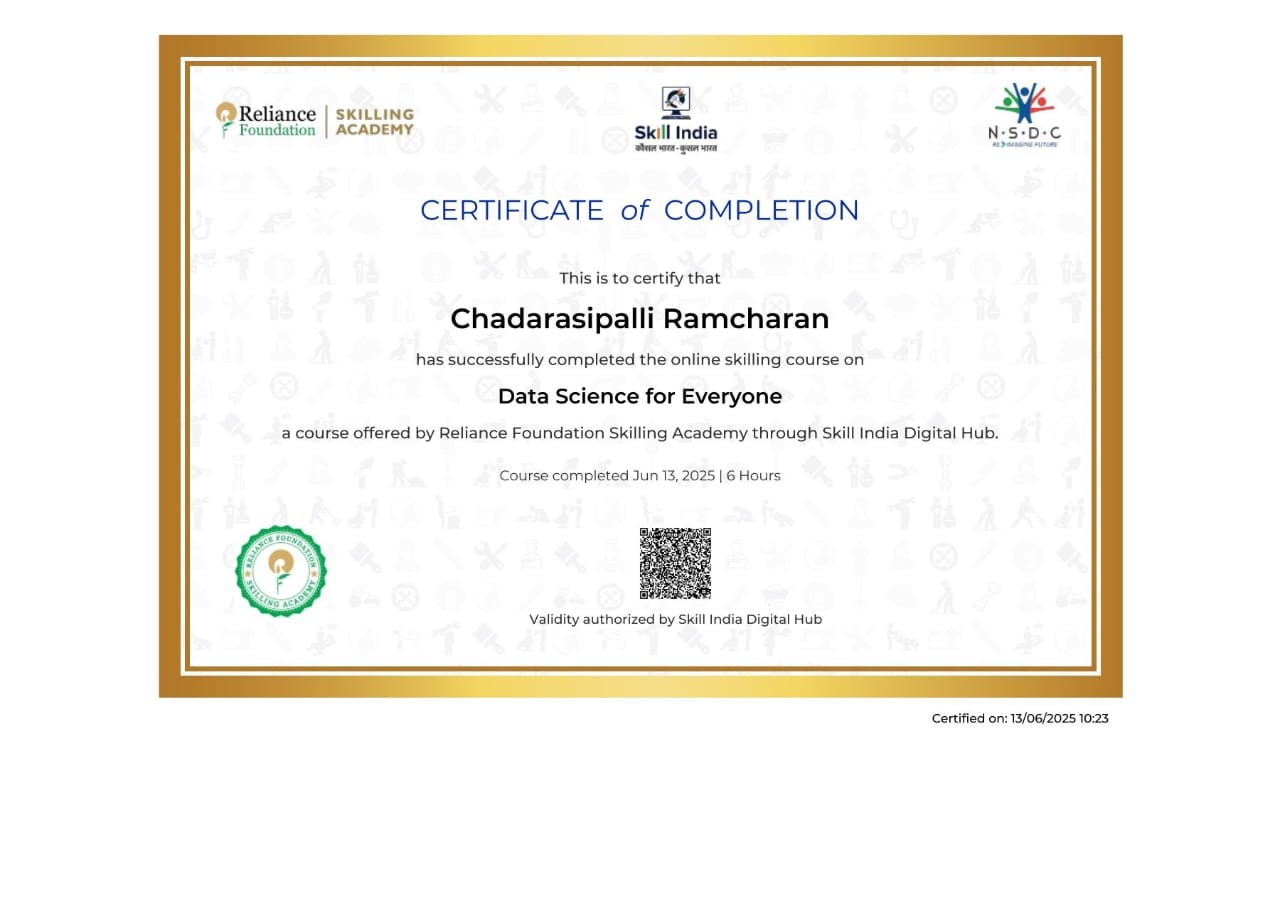 Reliance
Foundation
SKILLING
ACADEMY
Skill India
कौशल भारत-कुशल भारत
N·S·D·C
RE IMAGINE FUTURE
CERTIFICATE of COMPLETION
This is to certify that
Chadarasipalli Ramcharan
has successfully completed the online skilling course on
Data Science for Everyone
a course offered by Reliance Foundation Skilling Academy through Skill India Digital Hub.
Course completed Jun 13, 2025 | 6 Hours
RELIANCE FOUNDATION
SKILLING ACADEMY
Validity authorized by Skill India Digital Hub
Certified on: 13/06/2025 10:23